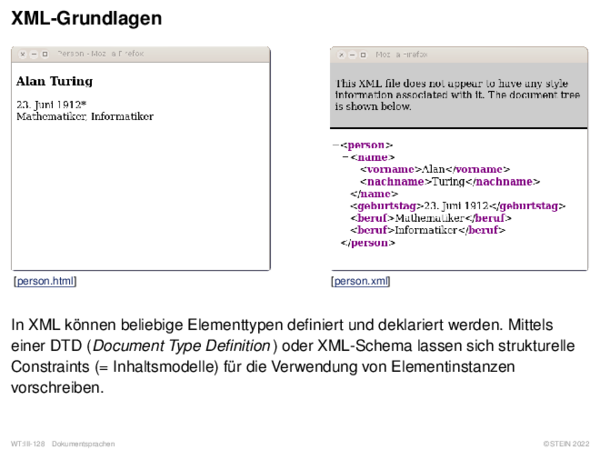 XML-Grundlagen
Person - Mozilla Firefox
Alan Turing
23. Juni 1912*
Mathematiker, Informatiker
[person.html]
Mozilla Firefox
This XML file does not appear to have any style
information associated with it. The document tree
is shown below.
−<person>
−<name>
<vorname>Alan</vorname>
<nachname>Turing</nachname>
</name>
<geburtstag>23. Juni 1912</geburtstag>
<beruf>Mathematiker</beruf>
<beruf>Informatiker</beruf>
</person>
[person.xml]
In XML können beliebige Elementtypen definiert und deklariert werden. Mittels
einer DTD (Document Type Definition) oder XML-Schema lassen sich strukturelle
Constraints (= Inhaltsmodelle) für die Verwendung von Elementinstanzen
vorschreiben.
WT:III-128 Dokumentsprachen
©STEIN 2022